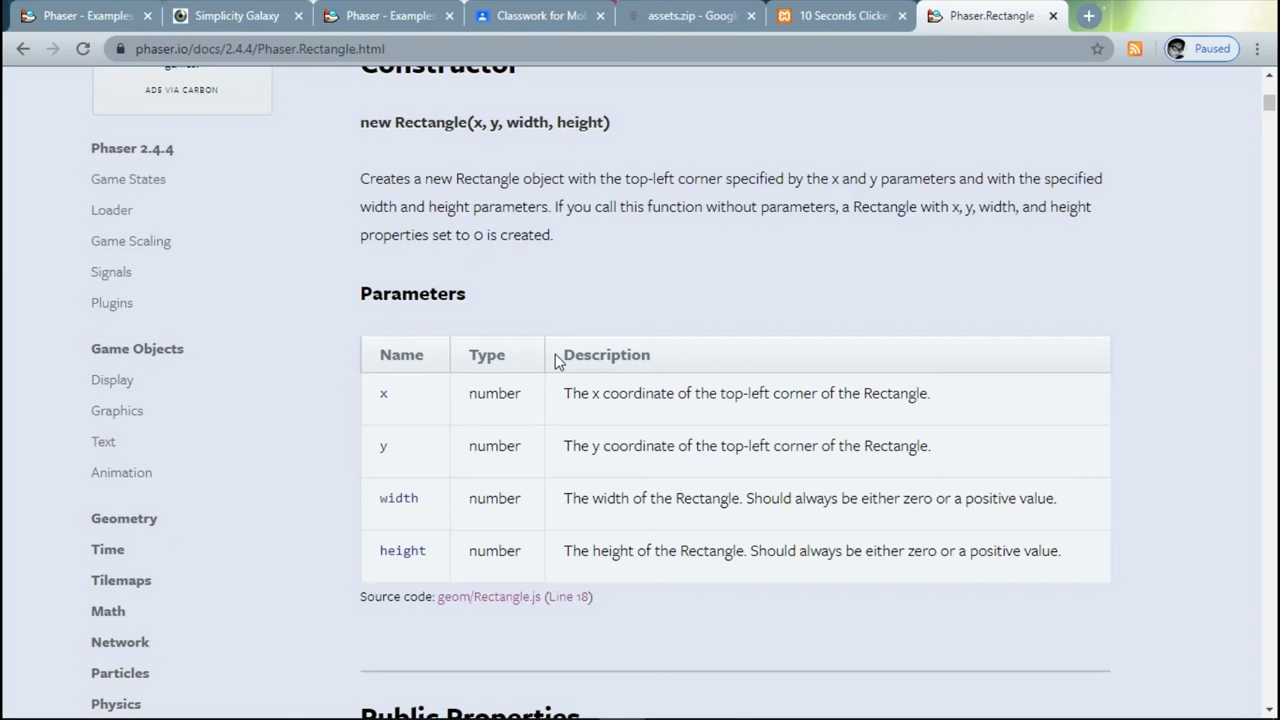 Phaser - Examples
Simplicity Galaxy
Phaser - Examples
Classwork for Mo
assets.zip - Google
10 Seconds Clicke
Phaser.Rectangle
phaser.io/docs/2.4.4/Phaser.Rectangle.html
Paused
ADS VIA CARBON
Phaser 2.4.4
Game States
Loader
Game Scaling
Signals
Plugins
Game Objects
Display
Graphics
Text
Animation
Geometry
Time
Tilemaps
Math
Network
Particles
Physics
Constructor
new Rectangle(x, y, width, height)
Creates a new Rectangle object with the top-left corner specified by the x and y parameters and with the specified
width and height parameters. If you call this function without parameters, a Rectangle with x, y, width, and height
properties set to 0 is created.
Parameters
Name Type Description
x number The x coordinate of the top-left corner of the Rectangle.
y number The y coordinate of the top-left corner of the Rectangle.
width number The width of the Rectangle. Should always be either zero or a positive value.
height number The height of the Rectangle. Should always be either zero or a positive value.
Source code: geom/Rectangle.js (Line 18)
Public Properties